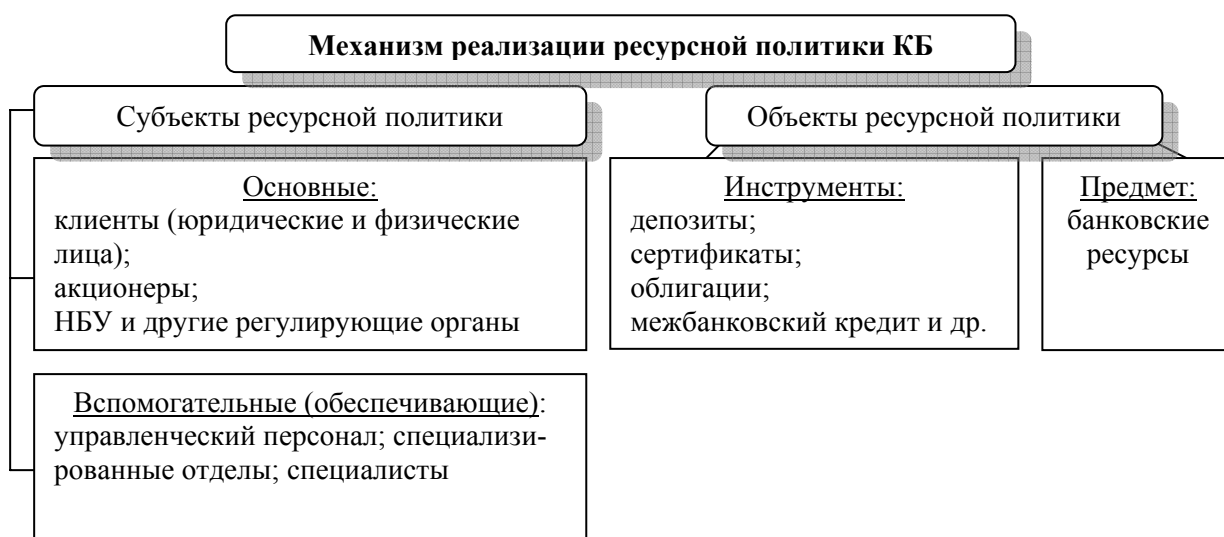 Механизм реализации ресурсной политики КБ
Субъекты ресурсной политики
Объекты ресурсной политики
Основные:
клиенты (юридические и физические
лица);
акционеры;
НБУ и другие регулирующие органы
Инструменты:
депозиты;
сертификаты;
облигации;
межбанковский кредит и др.
Предмет:
банковские
ресурсы
Вспомогательные (обеспечивающие):
управленческий персонал; специализи-
рованные отделы; специалисты